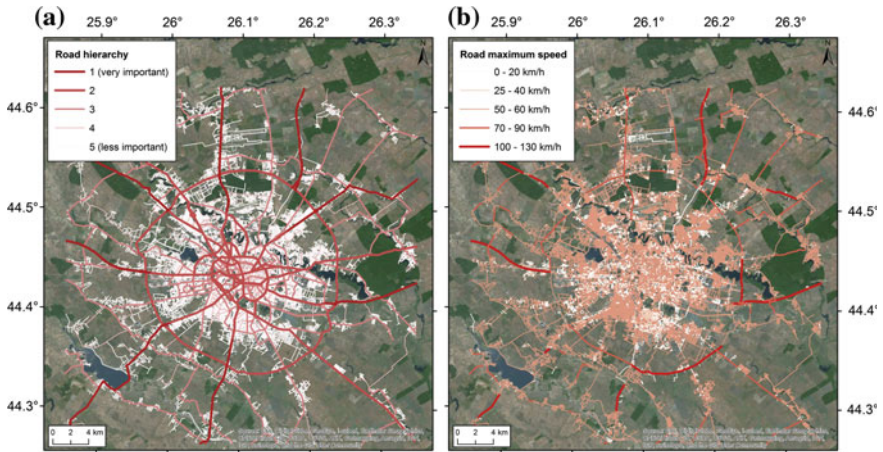 (a)
25.9° 26° 26.1° 26.2° 26.3°
44.6°
44.5°
44.4°
44.3°
Road hierarchy
1 (very important)
2
3
4
5 (less important)
N
0 2 4 km
(b)
25.9° 26° 26.1° 26.2° 26.3°
Road maximum speed
0 - 20 km/h
25 - 40 km/h
50 - 60 km/h
70 - 90 km/h
100 - 130 km/h
N
44.6°
44.5°
44.4°
44.3°
0 2 4 km